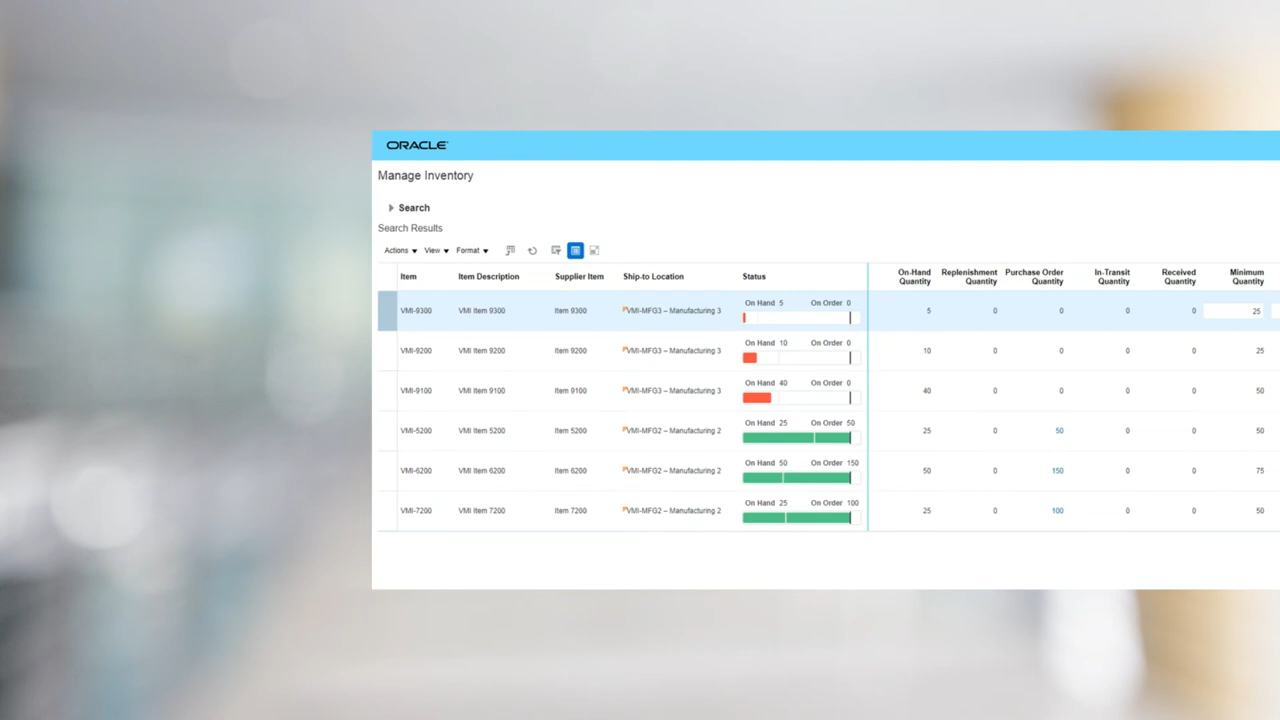 ORACLE
Manage Inventory
Search
Search Results
Actions View Format
Item Item Description Supplier Item Ship-to Location Status On-Hand Quantity Replenishment Quantity Purchase Order Quantity In-Transit Quantity Received Quantity Minimum Quantity
VMI-9300 VMI Item 9300 Item 9300 VMI-MFG3 – Manufacturing 3 On Hand 5 On Order 0 5 0 0 0 0 25
VMI-9200 VMI Item 9200 Item 9200 VMI-MFG3 – Manufacturing 3 On Hand 10 On Order 0 10 0 0 0 0 25
VMI-9100 VMI Item 9100 Item 9100 VMI-MFG3 – Manufacturing 3 On Hand 40 On Order 0 40 0 0 0 0 50
VMI-5200 VMI Item 5200 Item 5200 VMI-MFG2 – Manufacturing 2 On Hand 25 On Order 50 25 0 50 0 0 50
VMI-6200 VMI Item 6200 Item 6200 VMI-MFG2 – Manufacturing 2 On Hand 50 On Order 150 50 0 150 0 0 75
VMI-7200 VMI Item 7200 Item 7200 VMI-MFG2 – Manufacturing 2 On Hand 25 On Order 100 25 0 100 0 0 50